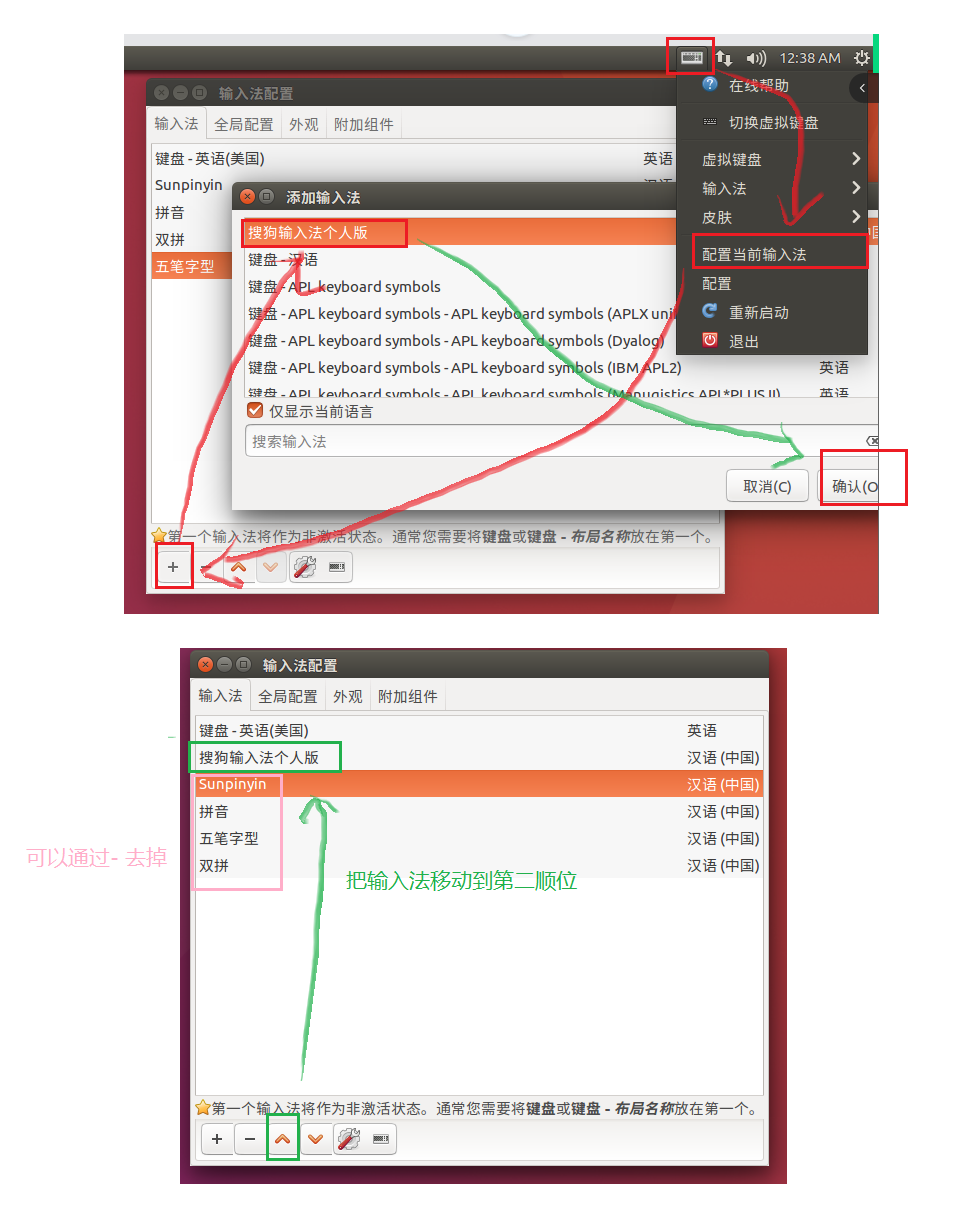 12:38 AM
输入法配置
输入法 全局配置 外观 附加组件
键盘 - 英语(美国) 英语
Sunpinyin
拼音
双拼
五笔字型
在线帮助
切换虚拟键盘
虚拟键盘
输入法
皮肤
配置当前输入法
配置
重新启动
退出
添加输入法
搜狗输入法个人版
键盘 - 汉语
键盘 - APL keyboard symbols
键盘 - APL keyboard symbols - APL keyboard symbols (APLX uni
键盘 - APL keyboard symbols - APL keyboard symbols (Dyalog)
键盘 - APL keyboard symbols - APL keyboard symbols (IBM APL2) 英语
键盘 - APL keyboard symbols - APL keyboard symbols (Manugistics APL*PLUS II) 英语
仅显示当前语言
搜索输入法
取消(C) 确认(O
第一个输入法将作为非激活状态。通常您需要将键盘或键盘 - 布局名称放在第一个。
输入法配置
输入法 全局配置 外观 附加组件
键盘 - 英语(美国) 英语
搜狗输入法个人版 汉语 (中国)
Sunpinyin 汉语 (中国)
拼音 汉语 (中国)
五笔字型 汉语 (中国)
双拼 汉语 (中国)
可以通过- 去掉
把输入法移动到第二顺位
第一个输入法将作为非激活状态。通常您需要将键盘或键盘 - 布局名称放在第一个。